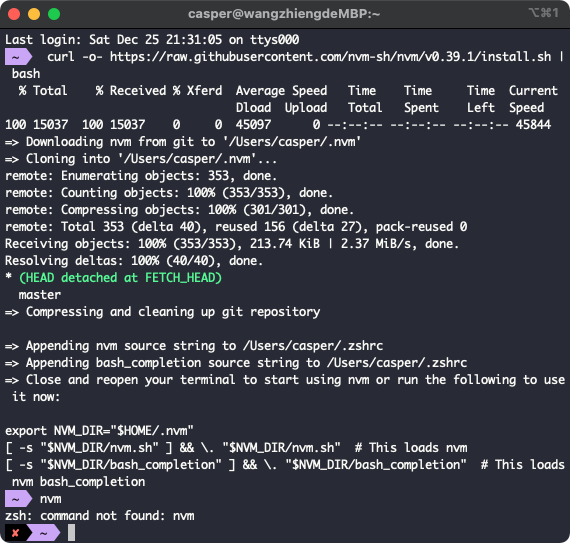 casper@wangzhiengdeMBP:~
⌥⌘1
Last login: Sat Dec 25 21:31:05 on ttys000
~ curl -o- https://raw.githubusercontent.com/nvm-sh/nvm/v0.39.1/install.sh |
bash
% Total    % Received % Xferd  Average Speed   Time    Time     Time  Current
Dload  Upload   Total   Spent    Left  Speed
100 15037  100 15037    0     0  45097      0 --:--:-- --:--:-- --:--:-- 45844
=> Downloading nvm from git to '/Users/casper/.nvm'
=> Cloning into '/Users/casper/.nvm'...
remote: Enumerating objects: 353, done.
remote: Counting objects: 100% (353/353), done.
remote: Compressing objects: 100% (301/301), done.
remote: Total 353 (delta 40), reused 156 (delta 27), pack-reused 0
Receiving objects: 100% (353/353), 213.74 KiB | 2.37 MiB/s, done.
Resolving deltas: 100% (40/40), done.
* (HEAD detached at FETCH_HEAD)
master
=> Compressing and cleaning up git repository
=> Appending nvm source string to /Users/casper/.zshrc
=> Appending bash_completion source string to /Users/casper/.zshrc
=> Close and reopen your terminal to start using nvm or run the following to use
it now:
export NVM_DIR="$HOME/.nvm"
[ -s "$NVM_DIR/nvm.sh" ] && \. "$NVM_DIR/nvm.sh"  # This loads nvm
[ -s "$NVM_DIR/bash_completion" ] && \. "$NVM_DIR/bash_completion"  # This loads
nvm bash_completion
~ nvm
zsh: command not found: nvm
✘ ~